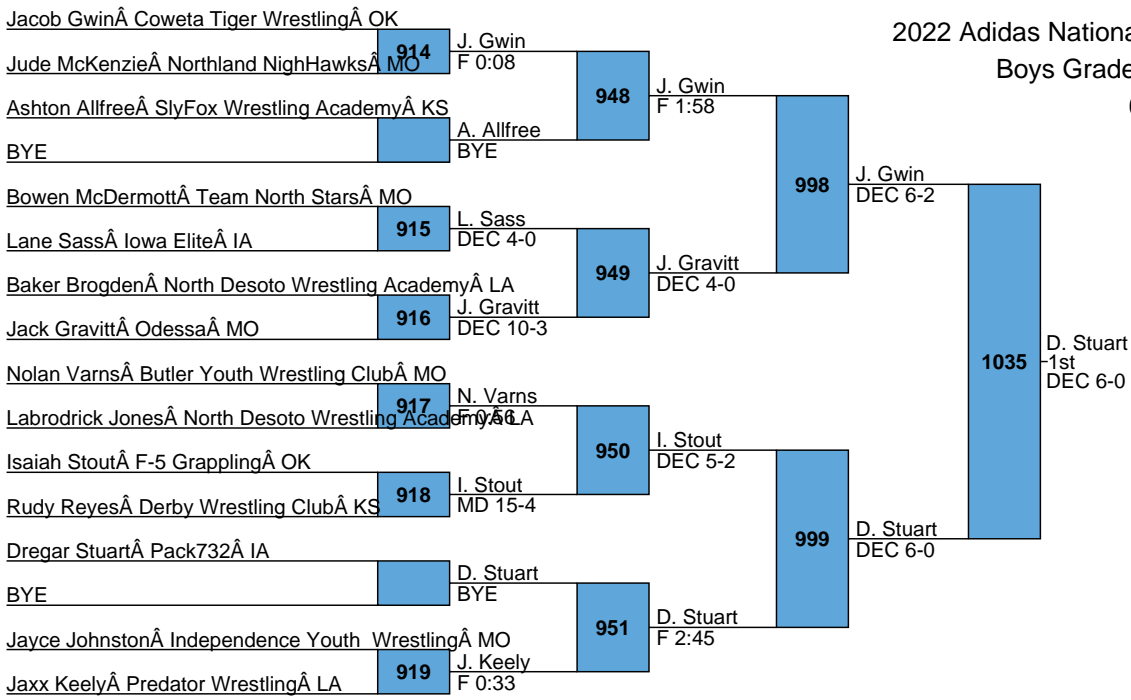 Jacob GwinÂ Coweta Tiger WrestlingÂ OK
2022 Adidas Nationa
914
J. Gwin
F 0:08
Jude McKenzieÂ Northland NighHawksÂ MO
Boys Grade
948
J. Gwin
F 1:58
Ashton AllfreeÂ SlyFox Wrestling AcademyÂ KS
A. Allfree
BYE
BYE
998
J. Gwin
DEC 6-2
Bowen McDermottÂ Team North StarsÂ MO
915
L. Sass
DEC 4-0
Lane SassÂ Iowa EliteÂ IA
949
J. Gravitt
DEC 4-0
Baker BrogdenÂ North Desoto Wrestling AcademyÂ LA
916
J. Gravitt
DEC 10-3
Jack GravittÂ OdessaÂ MO
1035
D. Stuart
1st
DEC 6-0
Nolan VarnsÂ Butler Youth Wrestling ClubÂ MO
917
N. Varns
F 0:56
Labrodrick JonesÂ North Desoto Wrestling AcademyÂ LA
950
I. Stout
DEC 5-2
Isaiah StoutÂ F-5 GrapplingÂ OK
918
I. Stout
MD 15-4
Rudy ReyesÂ Derby Wrestling ClubÂ KS
999
D. Stuart
DEC 6-0
Dregar StuartÂ Pack732Â IA
D. Stuart
BYE
BYE
951
D. Stuart
F 2:45
Jayce JohnstonÂ Independence Youth  WrestlingÂ MO
919
J. Keely
F 0:33
Jaxx KeelyÂ Predator WrestlingÂ LA